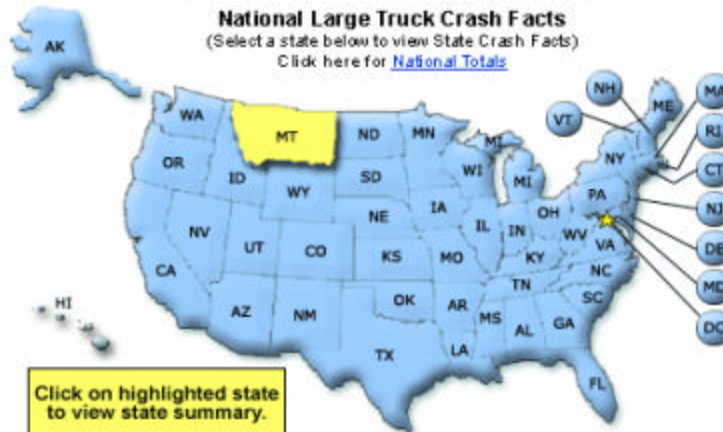 National Large Truck Crash Facts
(Select a state below to view State Crash Facts)
Click here for National Totals
AK
WA
MT
ND
MN
MI
VT
NH
ME
MA
RI
CT
NJ
DE
MD
DC
OR
ID
WY
SD
WI
MI
NY
PA
NV
UT
CO
NE
IA
IL
IN
OH
WV
VA
CA
KS
MO
KY
NC
AZ
NM
OK
AR
TN
SC
TX
LA
MS
AL
GA
FL
HI
Click on highlighted state
to view state summary.